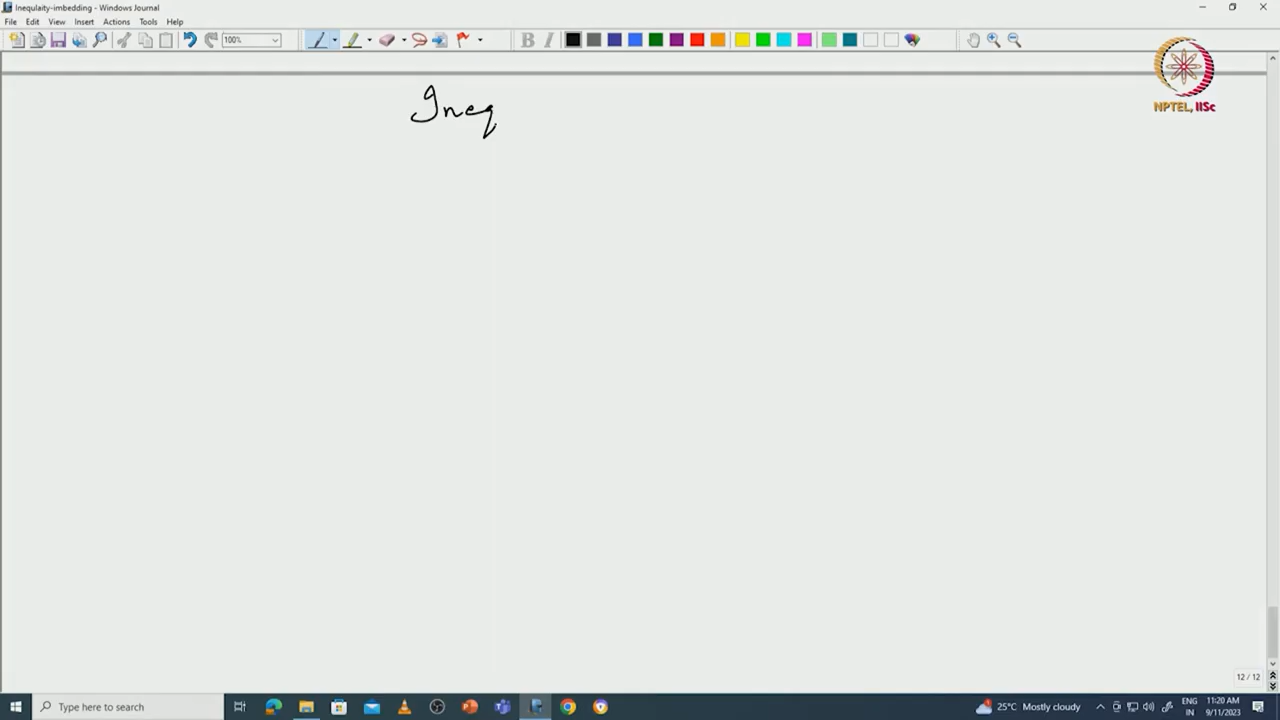 Inequlaity-imbedding - Windows Journal
File Edit View Insert Actions Tools Help
100%
B I
NPTEL, IISc
Ineq
12 / 12
Type here to search
25°C Mostly cloudy
ENG
IN
11:20 AM
9/11/2023